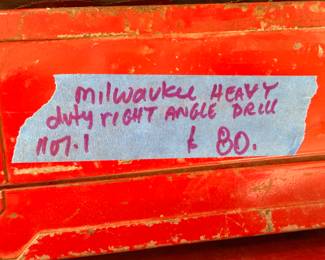 milwaukee HEAVY
duty RIGHT ANGLE DRILL
1107.1 $ 80.